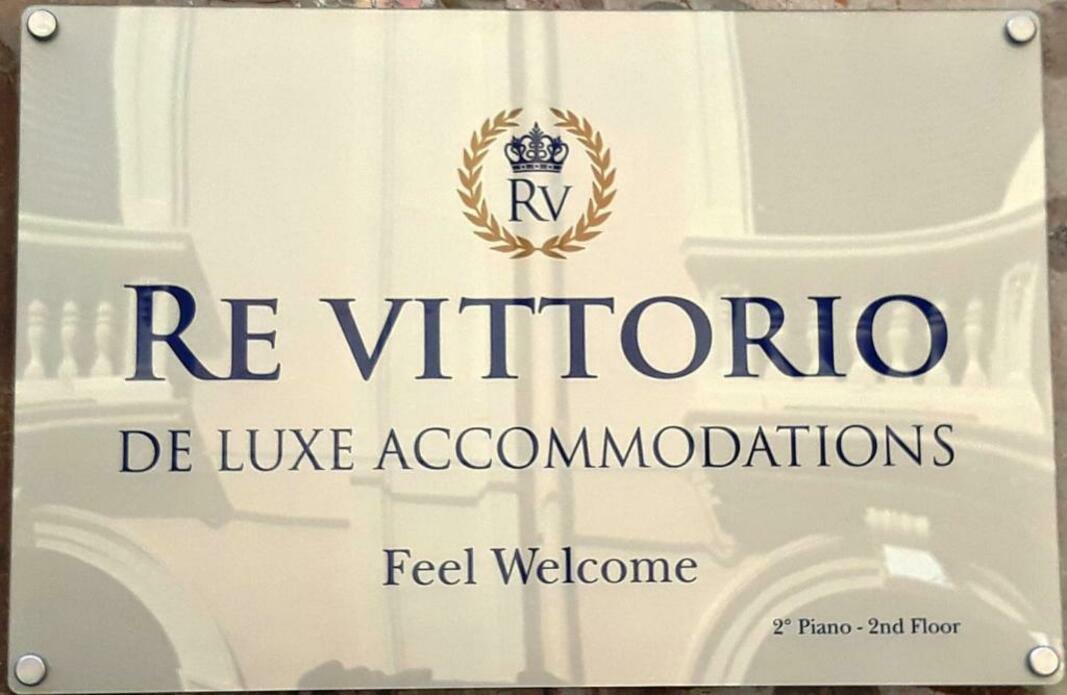 RV
RE VITTORIO
DE LUXE ACCOMMODATIONS
Feel Welcome
2° Piano - 2nd Floor